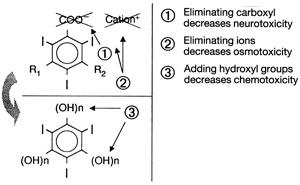 COO⁻ Cation⁺
I I
R₁ I R₂
①
②
(OH)n
③
I I
(OH)n I (OH)n
① Eliminating carboxyl
decreases neurotoxicity
② Eliminating ions
decreases osmotoxicity
③ Adding hydroxyl groups
decreases chemotoxicity